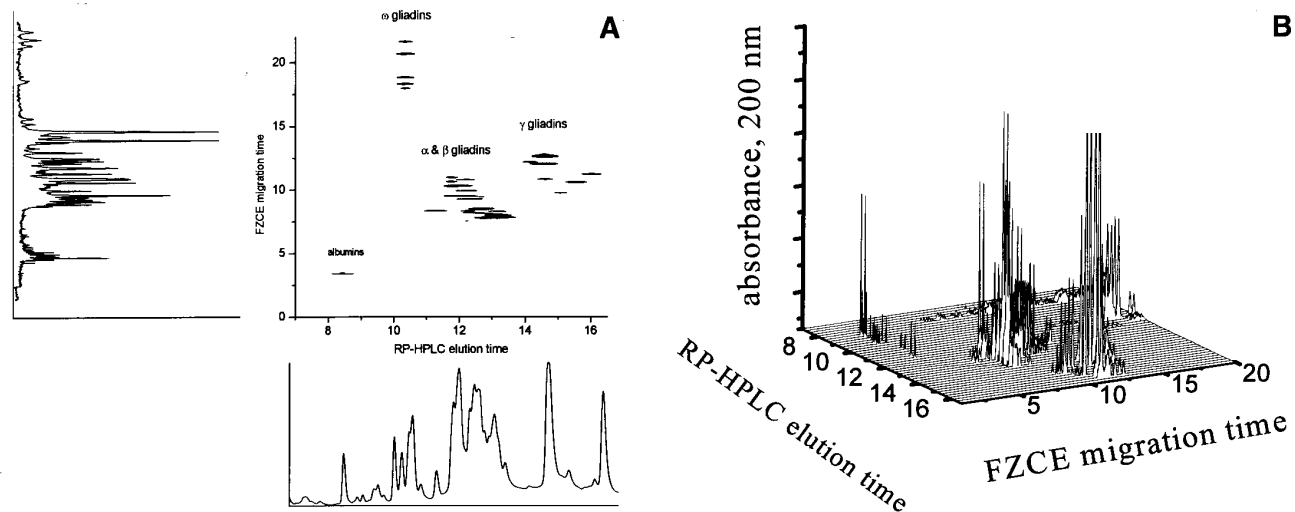 ω gliadins
A
20
15
10
5
0
FZCE migration time
γ gliadins
α & β gliadins
albumins
8 10 12 14 16
RP-HPLC elution time
B
absorbance, 200 nm
8 10 12 14 16
RP-HPLC elution time
5 10 15 20
FZCE migration time